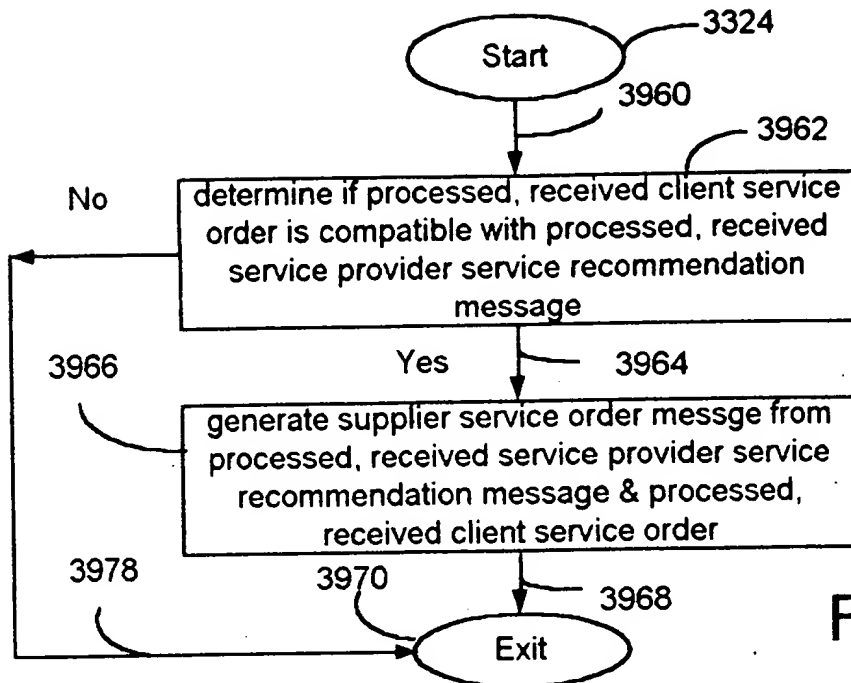 3324
Start
3960
3962
No
determine if processed, received client service
order is compatible with processed, received
service provider service recommendation
message
3966
Yes
3964
generate supplier service order messge from
processed, received service provider service
recommendation message & processed,
received client service order
3978
3970
3968
F
Exit